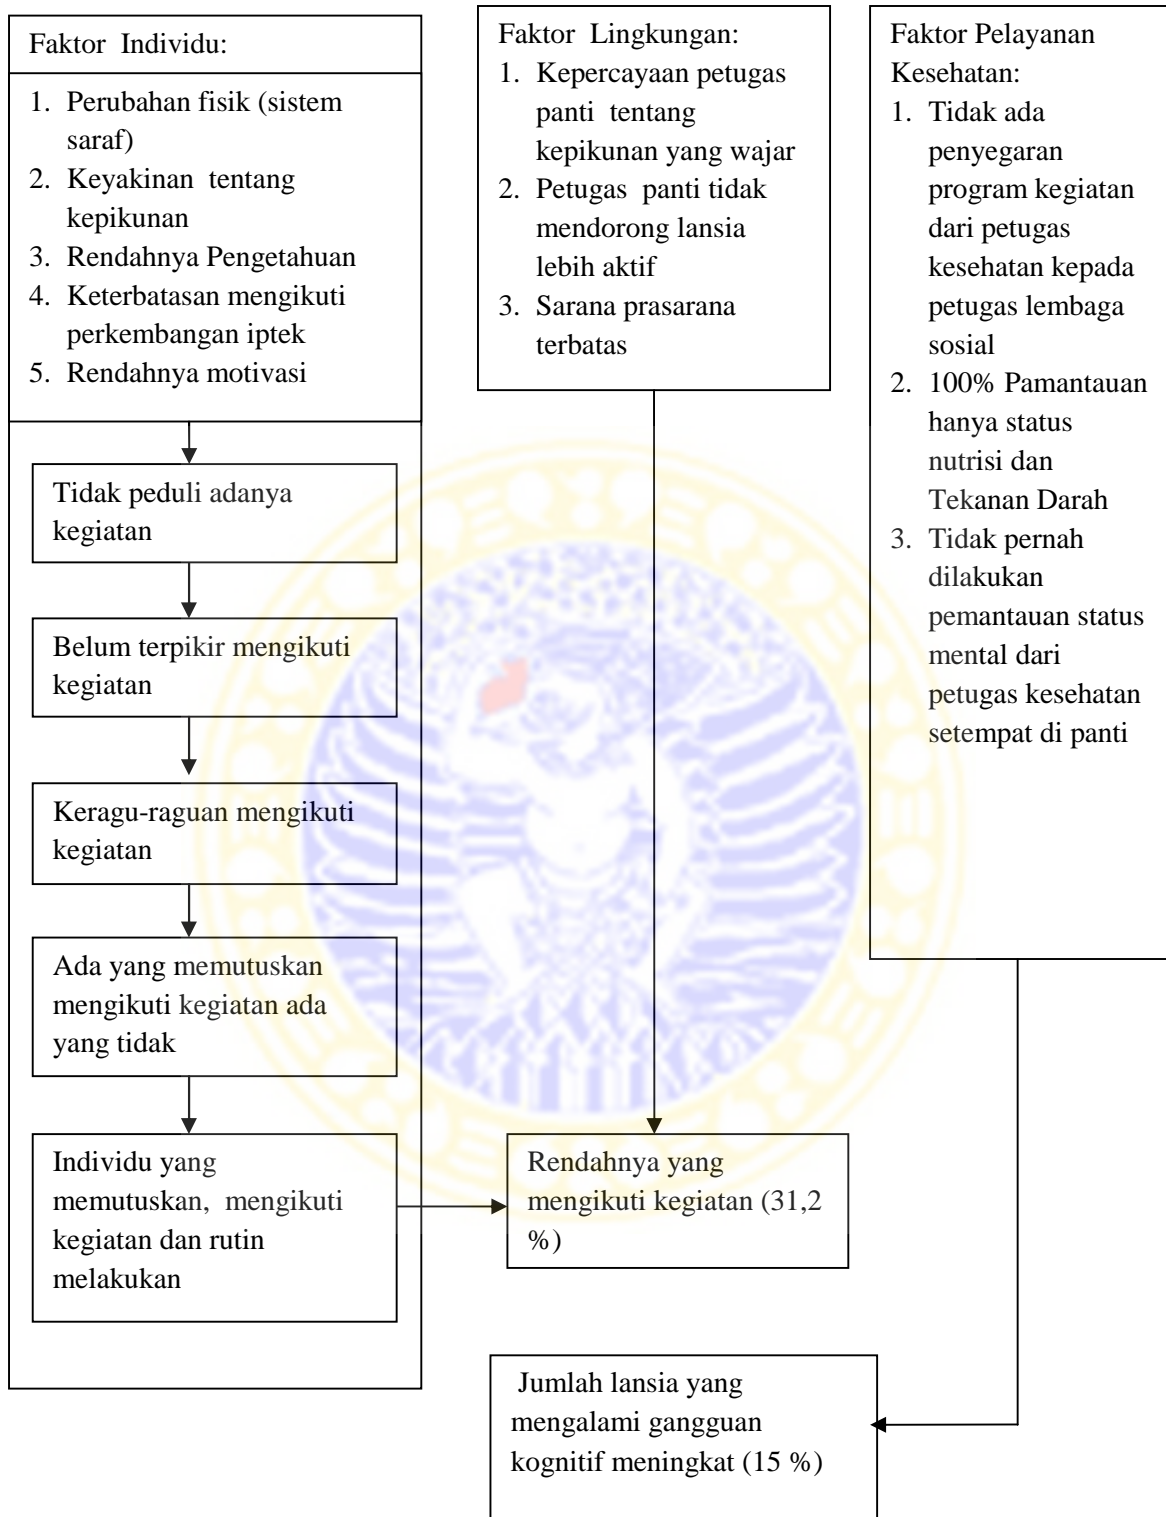 Faktor Individu:
1. Perubahan fisik (sistem
saraf)
2. Keyakinan tentang
kepikunan
3. Rendahnya Pengetahuan
4. Keterbatasan mengikuti
perkembangan iptek
5. Rendahnya motivasi
Tidak peduli adanya
kegiatan
Belum terpikir mengikuti
kegiatan
Keragu-raguan mengikuti
kegiatan
Ada yang memutuskan
mengikuti kegiatan ada
yang tidak
Individu yang
memutuskan, mengikuti
kegiatan dan rutin
melakukan
Faktor Lingkungan:
1. Kepercayaan petugas
panti tentang
kepikunan yang wajar
2. Petugas panti tidak
mendorong lansia
lebih aktif
3. Sarana prasarana
terbatas
Rendahnya yang
mengikuti kegiatan (31,2
%)
Faktor Pelayanan
Kesehatan:
1. Tidak ada
penyegaran
program kegiatan
dari petugas
kesehatan kepada
petugas lembaga
sosial
2. 100% Pamantauan
hanya status
nutrisi dan
Tekanan Darah
3. Tidak pernah
dilakukan
pemantauan status
mental dari
petugas kesehatan
setempat di panti
Jumlah lansia yang
mengalami gangguan
kognitif meningkat (15 %)